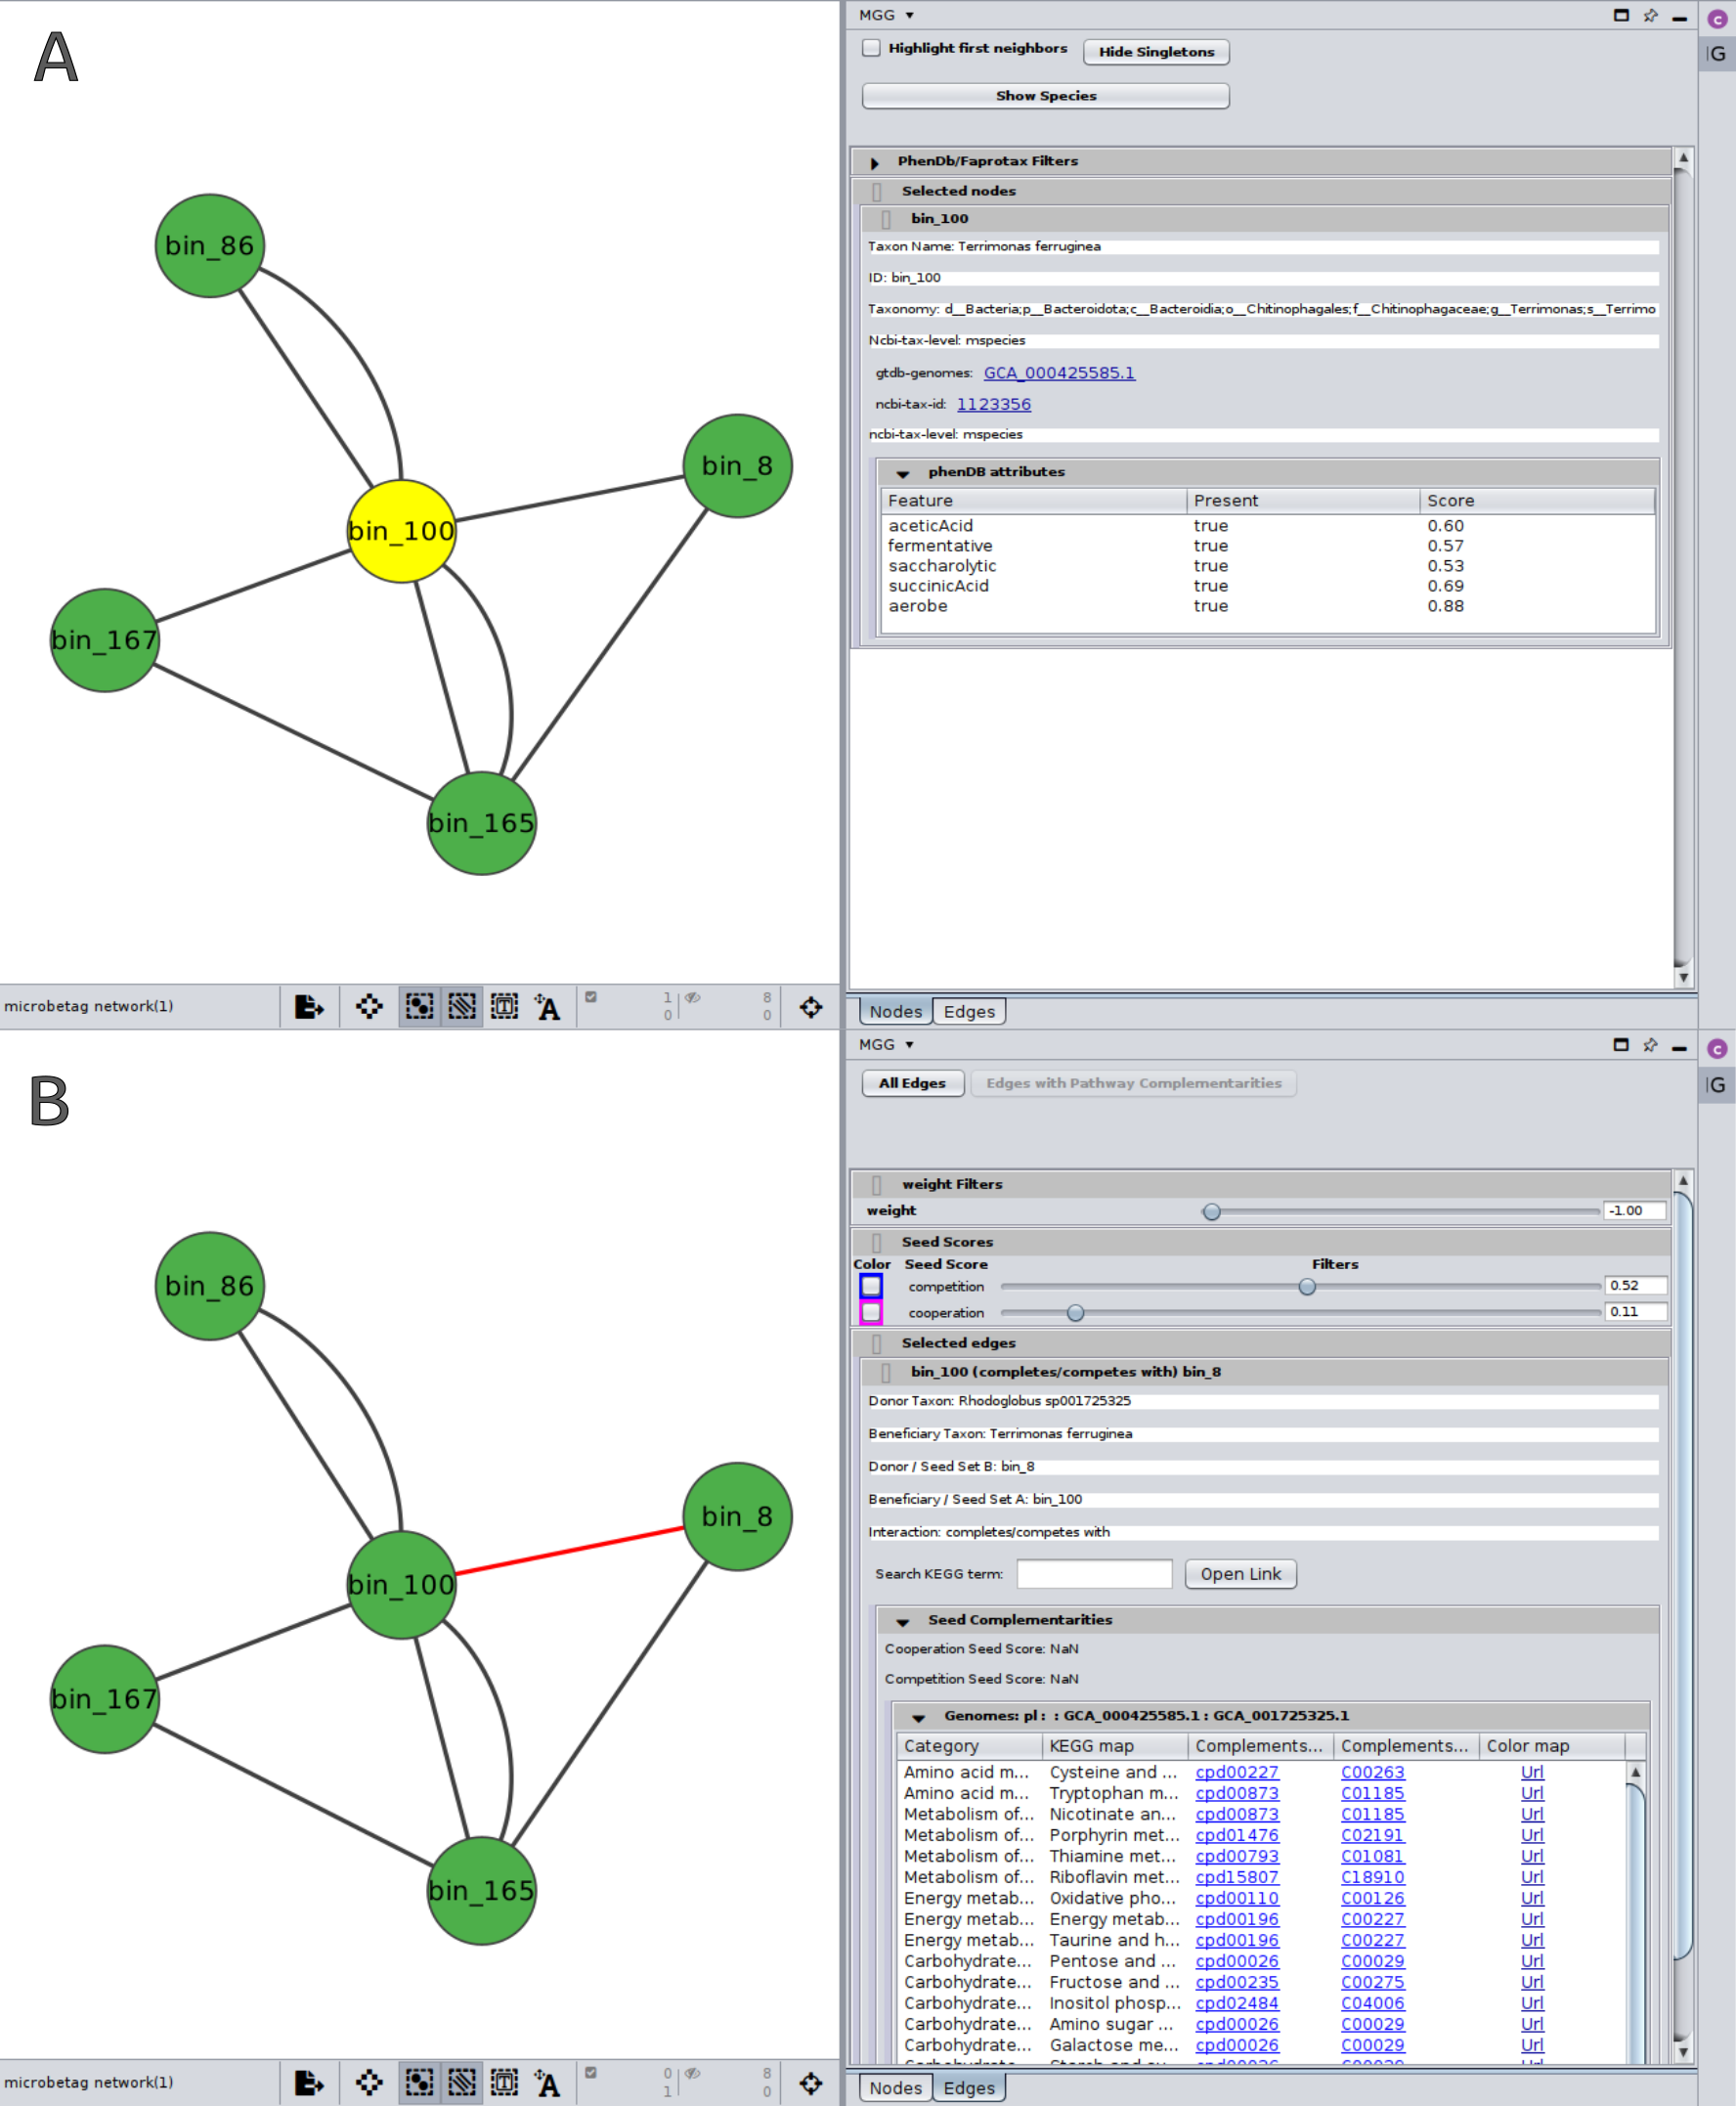 A
bin_86
bin_8
bin_100
bin_167
bin_165
microbetag network(1)
A
1
0
8
0
MGG
C
G
Highlight first neighbors
Hide Singletons
Show Species
PhenDb/Faprotax Filters
Selected nodes
bin_100
Taxon Name: Terrimonas ferruginea
ID: bin_100
Taxonomy: d__Bacteria;p__Bacteroidota;c__Bacteroidia;o__Chitinophagales;f__Chitinophagaceae;g__Terrimonas;s__Terrimo
Ncbi-tax-level: mspecies
gtdb-genomes: GCA_000425585.1
ncbi-tax-id: 1123356
ncbi-tax-level: mspecies
phenDB attributes
Feature Present Score
aceticAcid true 0.60
fermentative true 0.57
saccharolytic true 0.53
succinicAcid true 0.69
aerobe true 0.88
Nodes Edges
B
bin_86
bin_8
bin_100
bin_167
bin_165
microbetag network(1)
A
0
1
8
0
MGG
C
G
All Edges
Edges with Pathway Complementarities
weight Filters
weight -1.00
Seed Scores
Color Seed Score Filters
competition 0.52
cooperation 0.11
Selected edges
bin_100 (completes/competes with) bin_8
Donor Taxon: Rhodoglobus sp001725325
Beneficiary Taxon: Terrimonas ferruginea
Donor / Seed Set B: bin_8
Beneficiary / Seed Set A: bin_100
Interaction: completes/competes with
Search KEGG term: Open Link
Seed Complementarities
Cooperation Seed Score: NaN
Competition Seed Score: NaN
Genomes: pl : : GCA_000425585.1 : GCA_001725325.1
Category KEGG map Complements... Complements... Color map
Amino acid m... Cysteine and ... cpd00227 C00263 Url
Amino acid m... Tryptophan m... cpd00873 C01185 Url
Metabolism of... Nicotinate an... cpd00873 C01185 Url
Metabolism of... Porphyrin met... cpd01476 C02191 Url
Metabolism of... Thiamine met... cpd00793 C01081 Url
Metabolism of... Riboflavin met... cpd15807 C18910 Url
Energy metab... Oxidative pho... cpd00110 C00126 Url
Energy metab... Energy metab... cpd00196 C00227 Url
Energy metab... Taurine and h... cpd00196 C00227 Url
Carbohydrate... Pentose and ... cpd00026 C00029 Url
Carbohydrate... Fructose and ... cpd00235 C00275 Url
Carbohydrate... Inositol phosp... cpd02484 C04006 Url
Carbohydrate... Amino sugar ... cpd00026 C00029 Url
Carbohydrate... Galactose me... cpd00026 C00029 Url
Nodes Edges